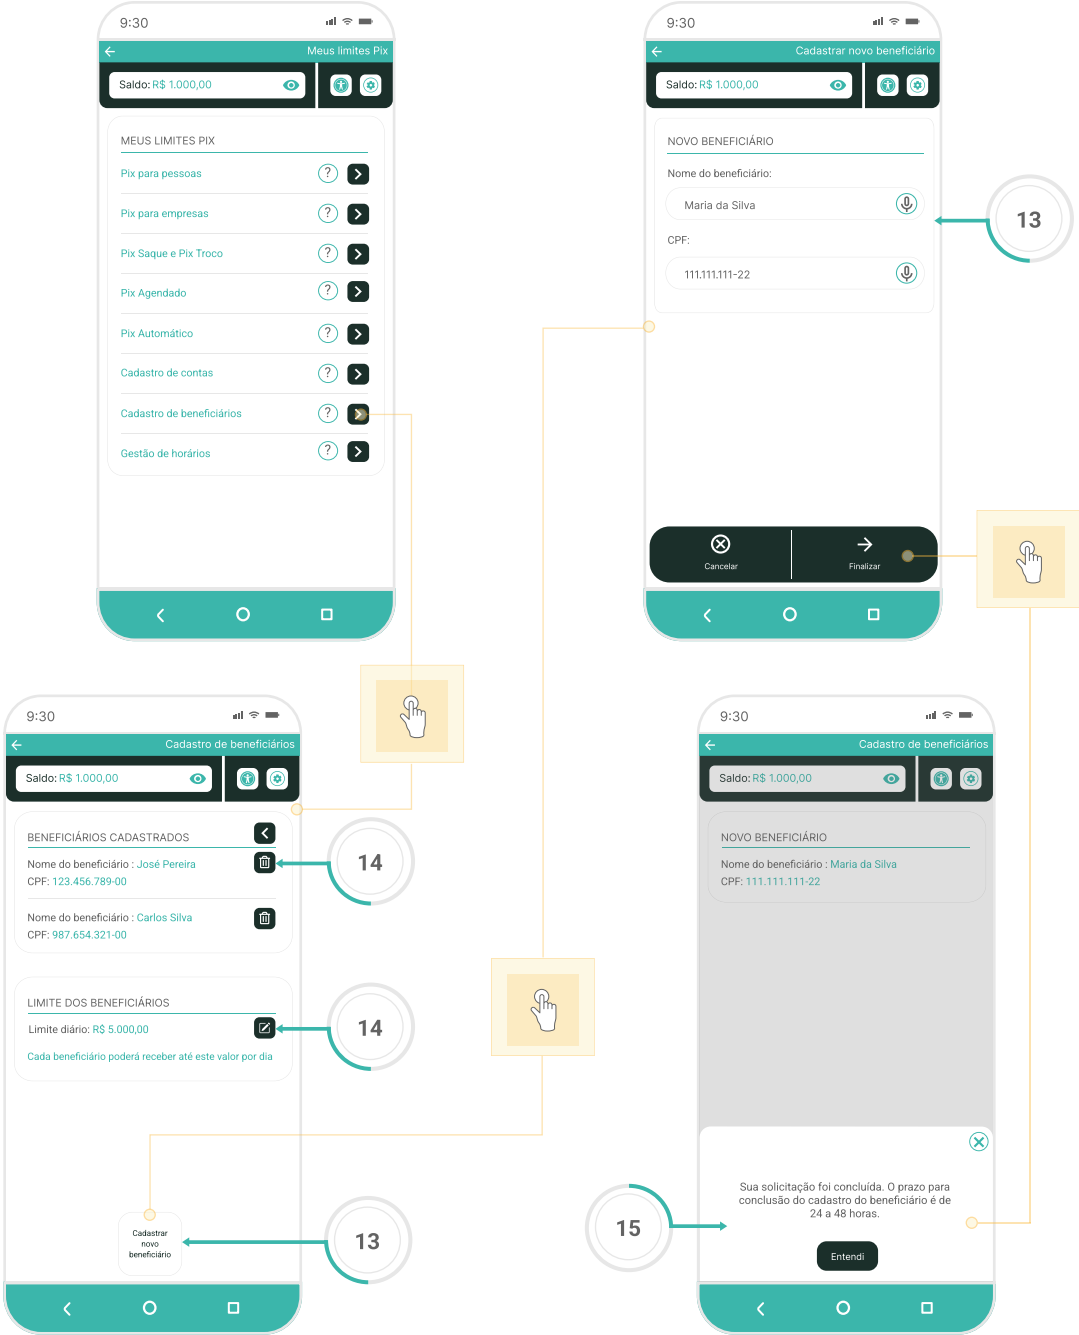 9:30
Meus limites Pix
Saldo: R$ 1.000,00
MEUS LIMITES PIX
Pix para pessoas ?
Pix para empresas ?
Pix Saque e Pix Troco ?
Pix Agendado ?
Pix Automático ?
Cadastro de contas ?
Cadastro de beneficiários ?
Gestão de horários ?
9:30
Cadastrar novo beneficiário
Saldo: R$ 1.000,00
NOVO BENEFICIÁRIO
Nome do beneficiário:
Maria da Silva
CPF:
111.111.111-22
13
Cancelar
Finalizar
9:30
Cadastro de beneficiários
Saldo: R$ 1.000,00
BENEFICIÁRIOS CADASTRADOS
Nome do beneficiário : José Pereira
CPF: 123.456.789-00
14
Nome do beneficiário : Carlos Silva
CPF: 987.654.321-00
LIMITE DOS BENEFICIÁRIOS
Limite diário: R$ 5.000,00
14
Cada beneficiário poderá receber até este valor por dia
Cadastrar
novo
beneficiário
13
9:30
Cadastro de beneficiários
Saldo: R$ 1.000,00
NOVO BENEFICIÁRIO
Nome do beneficiário : Maria da Silva
CPF: 111.111.111-22
Sua solicitação foi concluída. O prazo para
conclusão do cadastro do beneficiário é de
24 a 48 horas.
15
Entendi